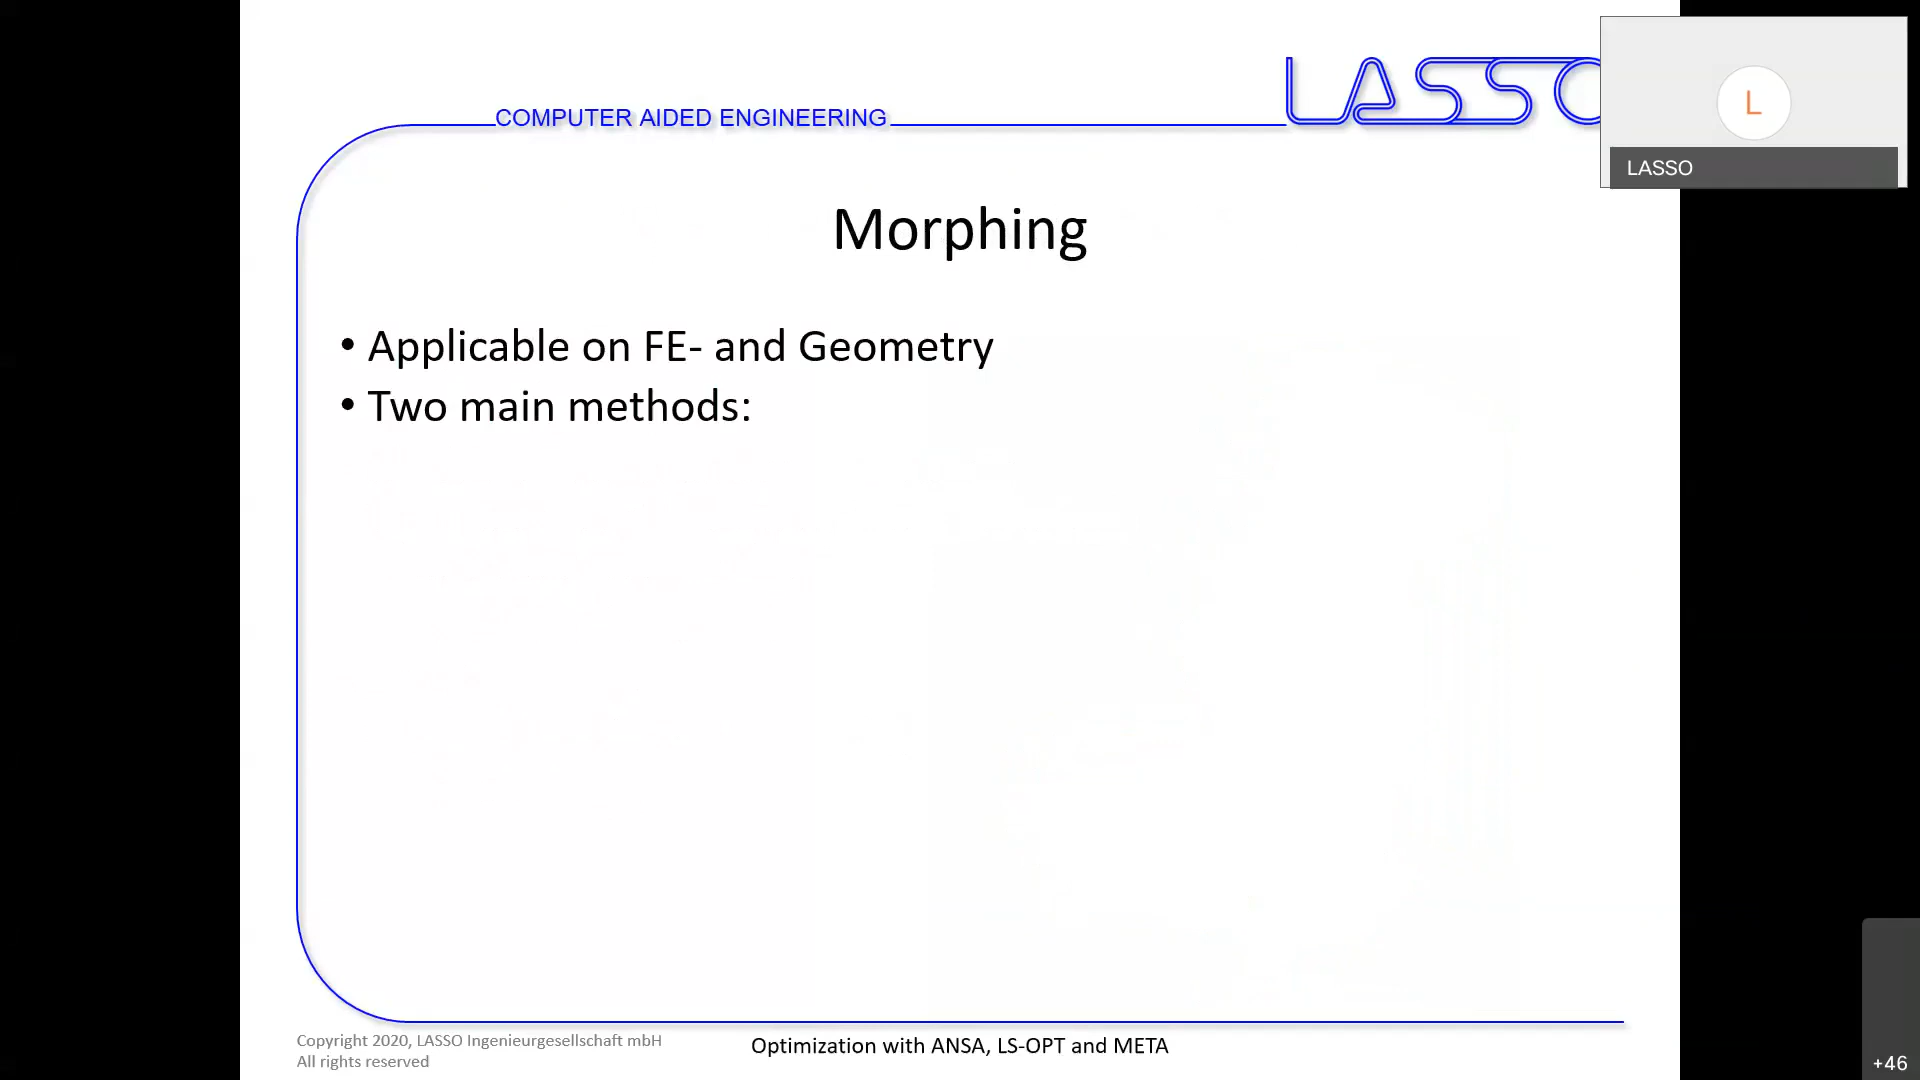 COMPUTER AIDED ENGINEERING
LASSO
L
LASSO
Morphing
• Applicable on FE- and Geometry
• Two main methods:
Copyright 2020, LASSO Ingenieurgesellschaft mbH
All rights reserved
Optimization with ANSA, LS-OPT and META
+46